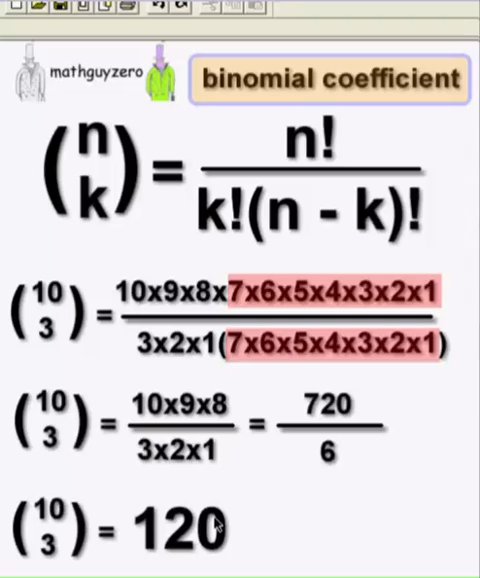 mathguyzero
binomial coefficient
(n k) = n! / k!(n - k)!
(10 3) = 10x9x8x7x6x5x4x3x2x1 / 3x2x1(7x6x5x4x3x2x1)
(10 3) = 10x9x8 / 3x2x1 = 720 / 6
(10 3) = 120